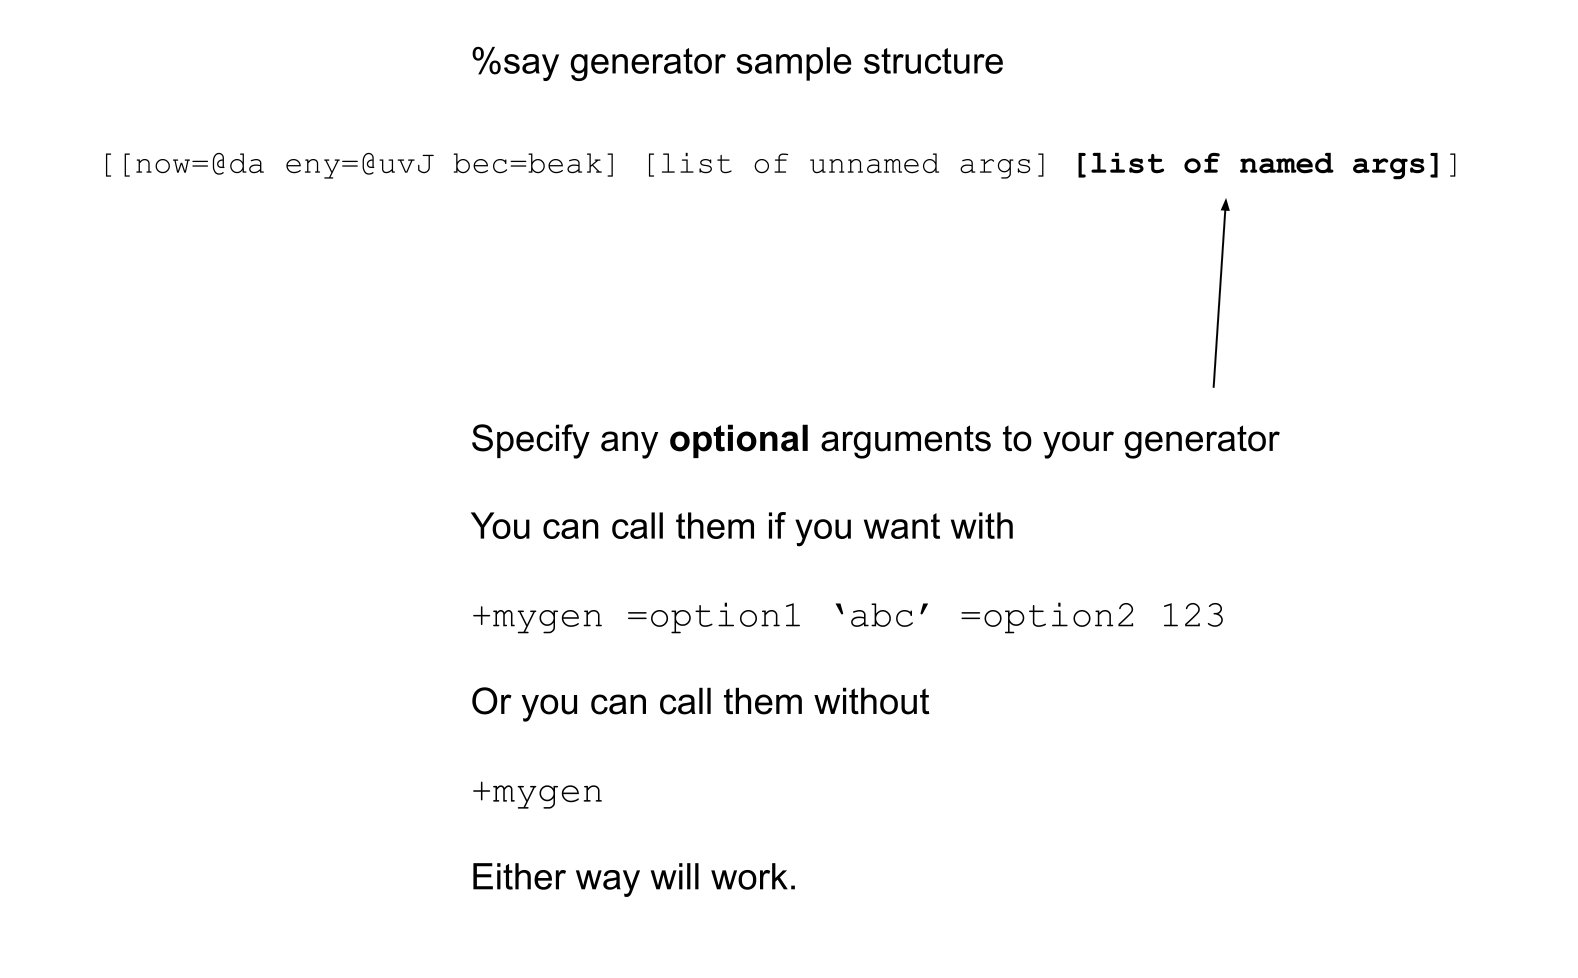 %say generator sample structure
[[now=@da eny=@uvJ bec=beak] [list of unnamed args] [list of named args]]
Specify any optional arguments to your generator
You can call them if you want with
+mygen =option1 ‘abc’ =option2 123
Or you can call them without
+mygen
Either way will work.